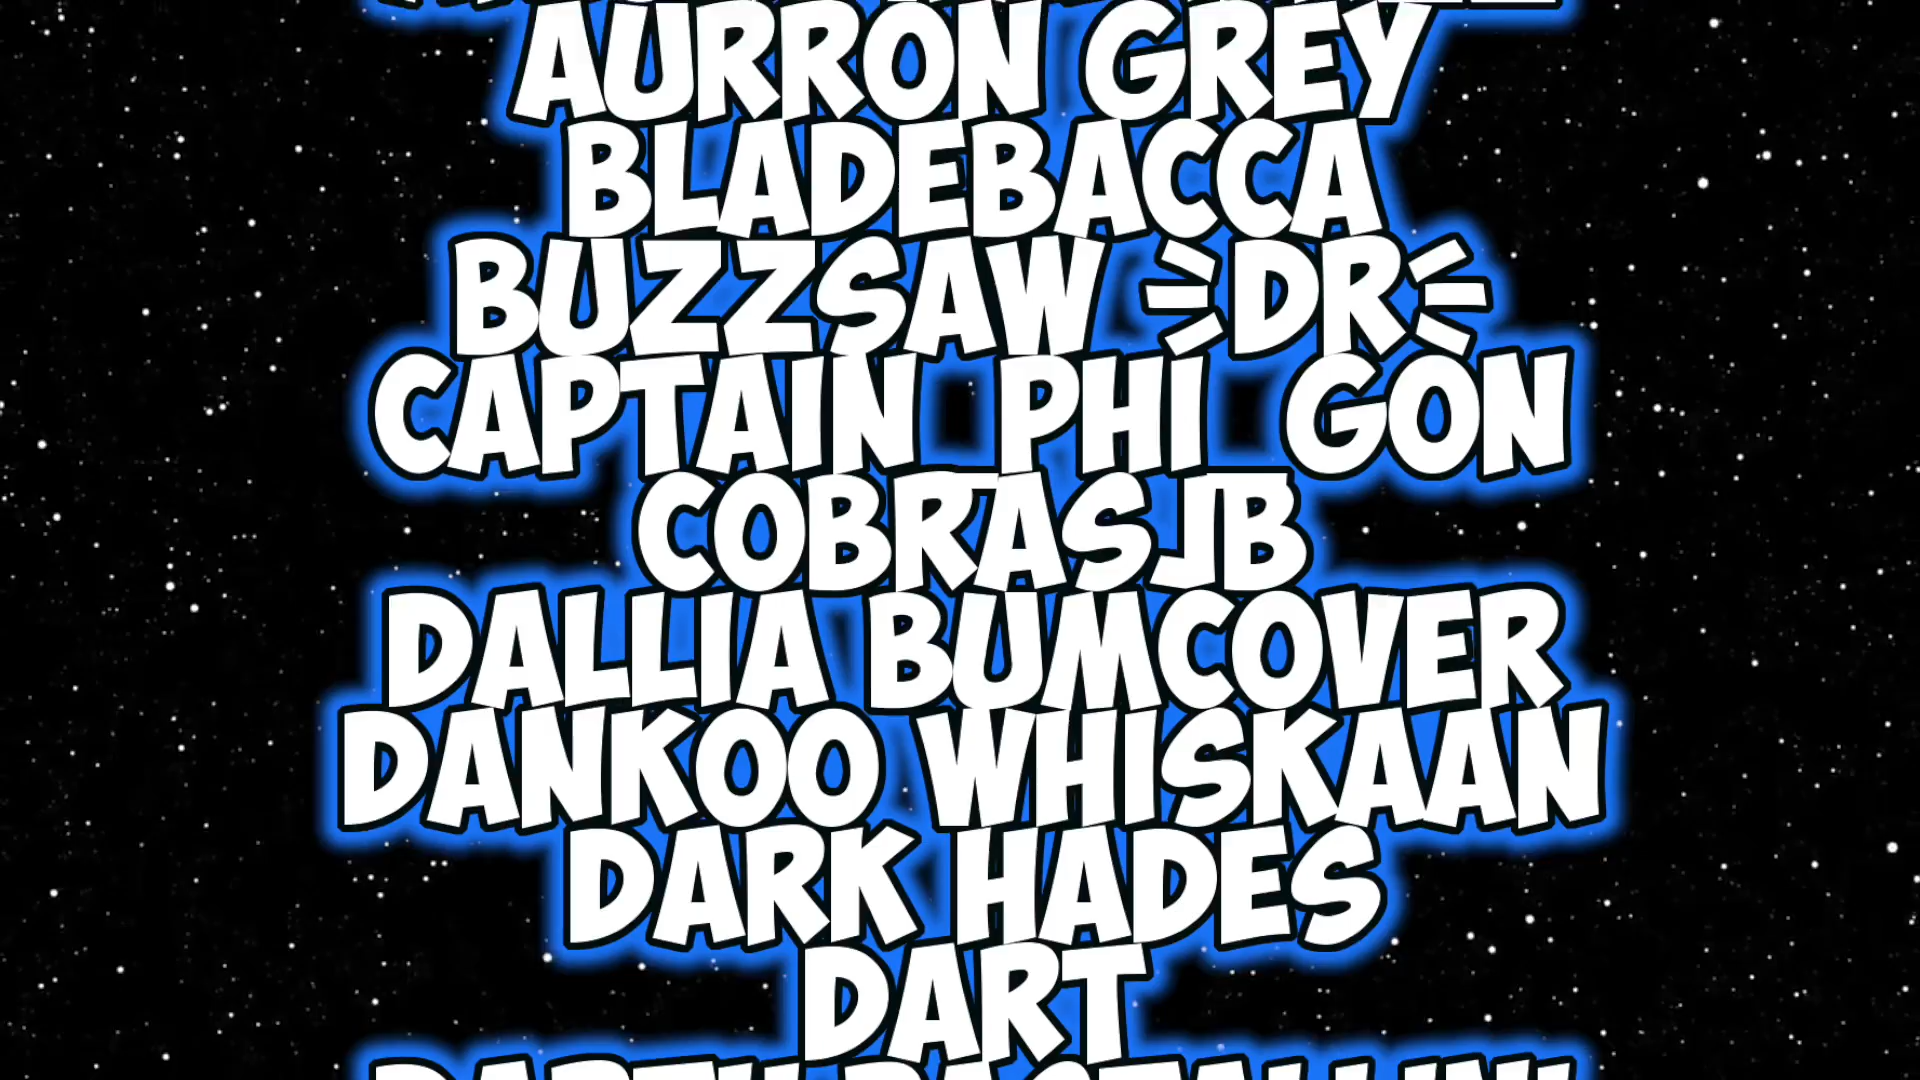 AURRON GREY
BLADEBACCA
BUZZSAW DR
CAPTAIN PHI GON
COBRASJB
DALLIA BUMCOVER
DANKOO WHISKAAN
DARK HADES
DART